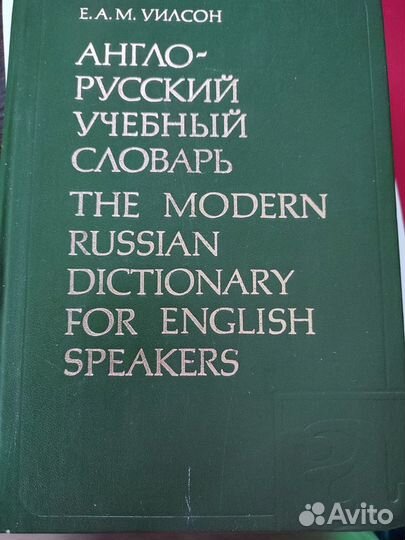 Е. А. М. УИЛСОН
АНГЛО-
РУССКИЙ
УЧЕБНЫЙ
СЛОВАРЬ
THE MODERN
RUSSIAN
DICTIONARY
FOR ENGLISH
SPEAKERS
Avito